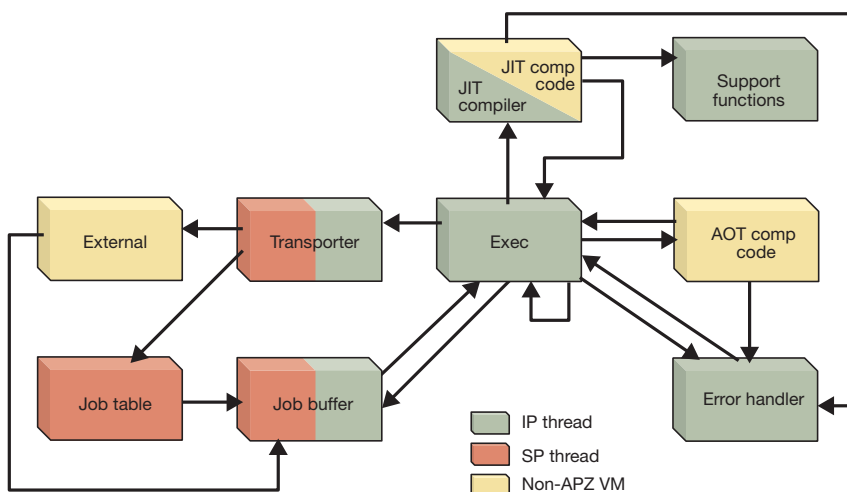 JIT comp
code
JIT
compiler
Support
functions
External
Transporter
Exec
AOT comp
code
Job table
Job buffer
Error handler
IP thread
SP thread
Non-APZ VM